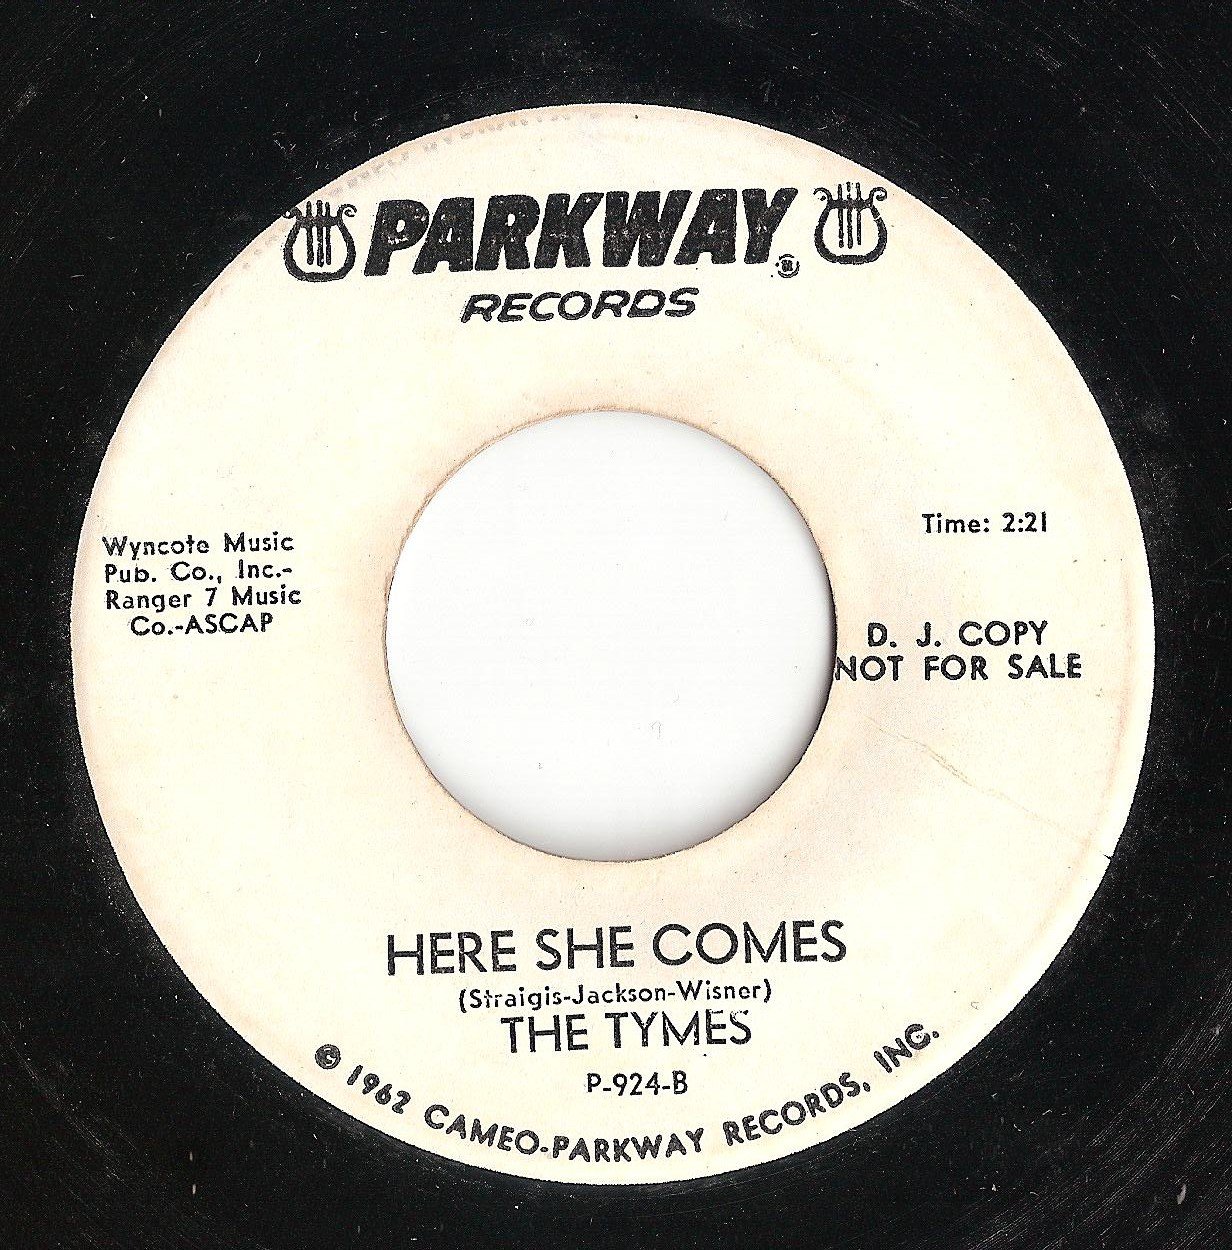 PARKWAY ®
RECORDS
Wyncote Music
Pub. Co., Inc.-
Ranger 7 Music
Co.-ASCAP
Time: 2:21
D. J. COPY
NOT FOR SALE
HERE SHE COMES
(Straigis-Jackson-Wisner)
THE TYMES
P-924-B
© 1962 CAMEO-PARKWAY RECORDS, INC.